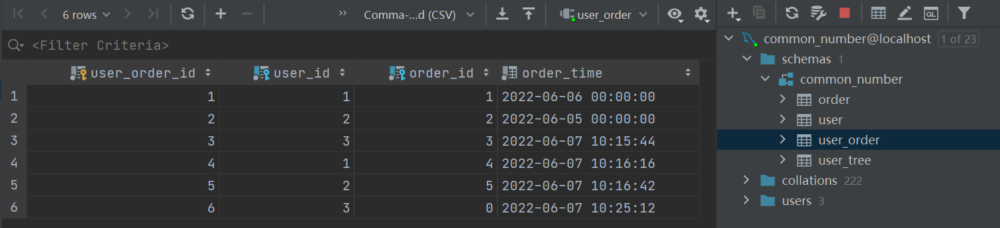 6 rows
Comma-...d (CSV)
user_order
<Filter Criteria>
user_order_id user_id order_id order_time
1 1 1 1 2022-06-06 00:00:00
2 2 2 2 2022-06-05 00:00:00
3 3 3 3 2022-06-07 10:15:44
4 4 1 4 2022-06-07 10:16:16
5 5 2 5 2022-06-07 10:16:42
6 6 3 0 2022-06-07 10:25:12
QL
common_number@localhost 1 of 23
schemas 1
common_number
order
user
user_order
user_tree
collations 222
users 3